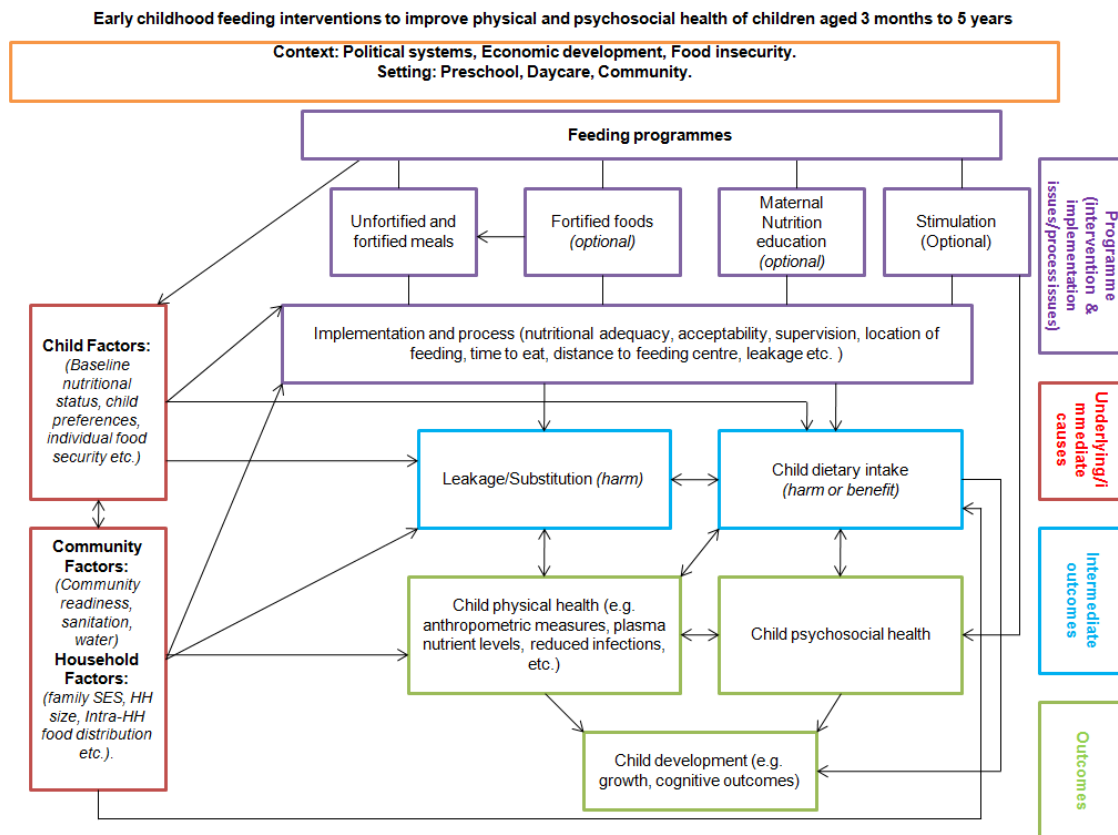 Early childhood feeding interventions to improve physical and psychosocial health of children aged 3 months to 5 years
Context: Political systems, Economic development, Food insecurity.
Setting: Preschool, Daycare, Community.
Feeding programmes
Unfortified and
fortified meals
Fortified foods
(optional)
Maternal
Nutrition
education
(optional)
Stimulation
(Optional)
Programme
(intervention &
implementation
issues/process issues)
Implementation and process (nutritional adequacy, acceptability, supervision, location of
feeding, time to eat, distance to feeding centre, leakage etc. )
Child Factors:
(Baseline
nutritional
status, child
preferences,
individual food
security etc.)
Underlying/i
mmediate
causes
Leakage/Substitution (harm)
Child dietary intake
(harm or benefit)
Intermediate
outcomes
Community
Factors:
(Community
readiness,
sanitation,
water)
Household
Factors:
(family SES, HH
size, Intra-HH
food distribution
etc.).
Child physical health (e.g.
anthropometric measures, plasma
nutrient levels, reduced infections,
etc.)
Child psychosocial health
Child development (e.g.
growth, cognitive outcomes)
Outcomes